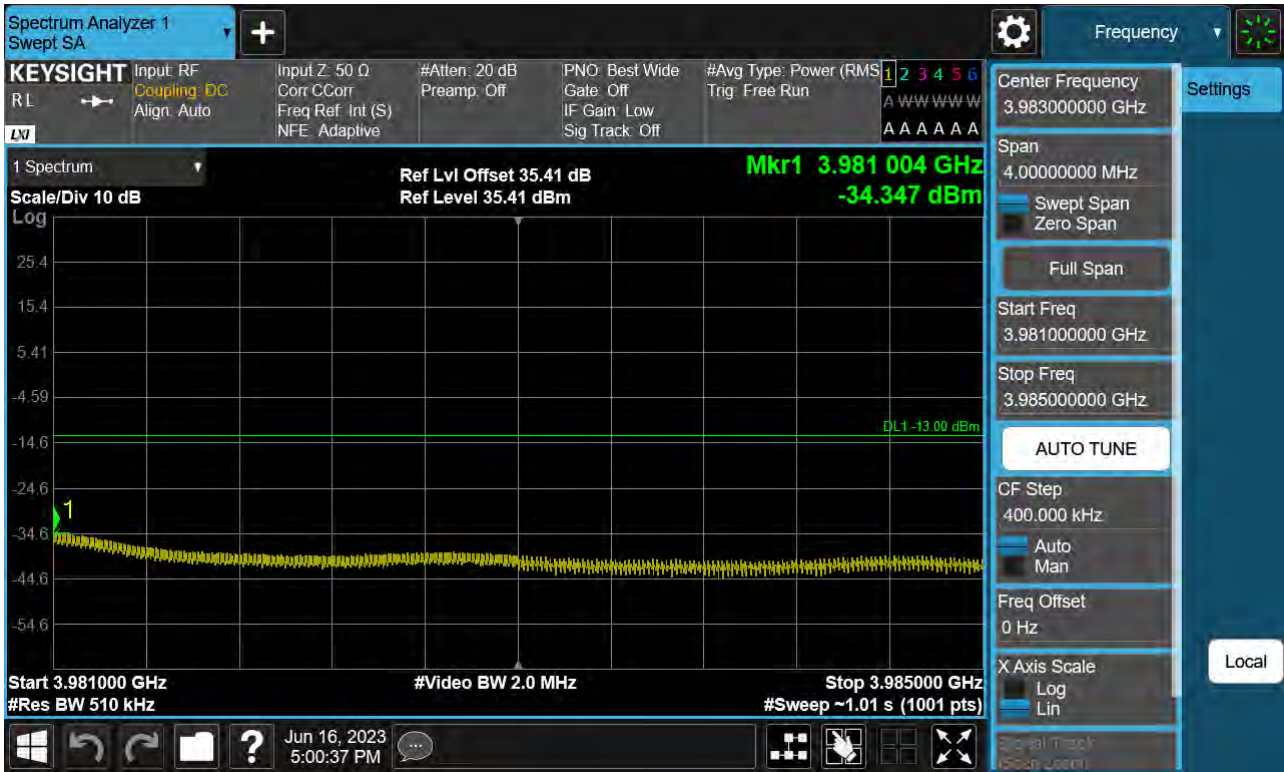 Spectrum Analyzer 1
Swept SA
Frequency
KEYSIGHT
RL
LXI
Input: RF
Coupling: DC
Align: Auto
Input Z: 50 Ω
Corr CCorr
Freq Ref: Int (S)
NFE: Adaptive
#Atten: 20 dB
Preamp: Off
PNO: Best Wide
Gate: Off
IF Gain: Low
Sig Track: Off
#Avg Type: Power (RMS
Trig: Free Run
1 2 3 4 5 6
A W W W W W
A A A A A A
1 Spectrum
Scale/Div 10 dB
Log
Ref Lvl Offset 35.41 dB
Ref Level 35.41 dBm
Mkr1 3.981 004 GHz
-34.347 dBm
25.4
15.4
5.41
-4.59
DL1 -13.00 dBm
-14.6
-24.6
1
-34.6
-44.6
-54.6
Start 3.981000 GHz
#Res BW 510 kHz
#Video BW 2.0 MHz
Stop 3.985000 GHz
#Sweep ~1.01 s (1001 pts)
Center Frequency
3.983000000 GHz
Settings
Span
4.00000000 MHz
Swept Span
Zero Span
Full Span
Start Freq
3.981000000 GHz
Stop Freq
3.985000000 GHz
AUTO TUNE
CF Step
400.000 kHz
Auto
Man
Freq Offset
0 Hz
X Axis Scale
Log
Lin
Local
Signal Track
(Span Zoom)
?
Jun 16, 2023
5:00:37 PM